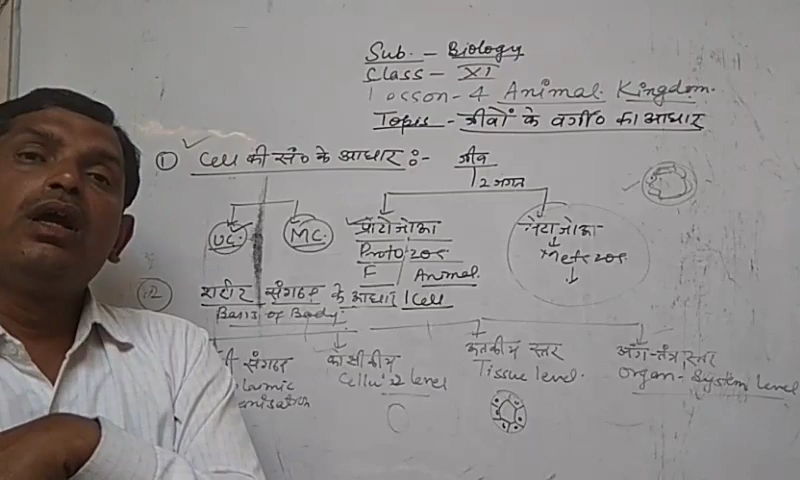 Sub. - Biology
Class - XI
Losson - 4 Animal Kingdom.
Topic - जीवों के वर्गी० का आधार
① Cell की सं० के आधार :- जीव
2 जगत
UC. MC. प्रोटोजोआ मेटाजोआ
Protozoa Metazoa
F Animal
1 Cell
2 शरीर संगठन के आधार
Basis of Body.
संगठन कोशिकीय ऊतकीय स्तर अंग-तंत्र स्तर
level Tissue level. Organ-System level